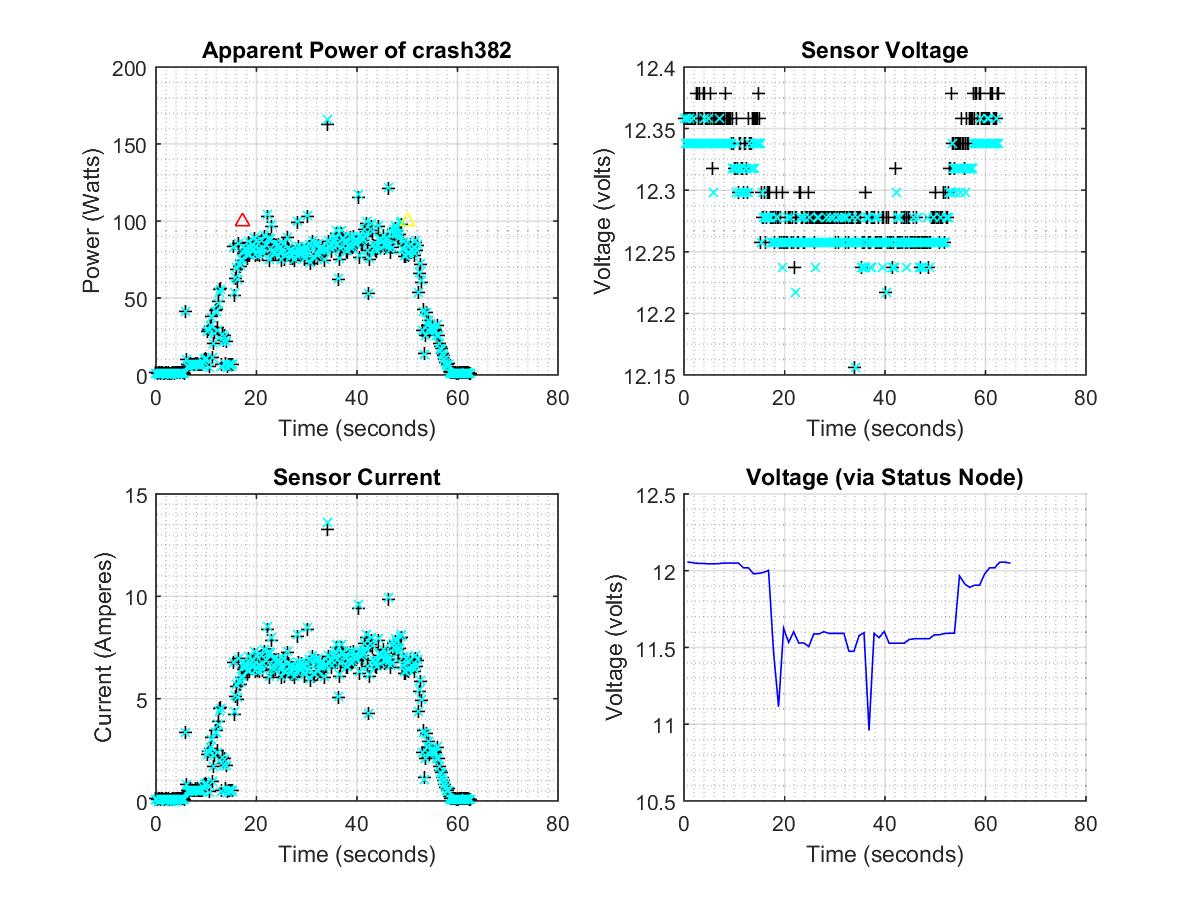 Apparent Power of crash382
200
150
100
50
0
Power (Watts)
0 20 40 60 80
Time (seconds)
Sensor Voltage
12.4
12.35
12.3
12.25
12.2
12.15
Voltage (volts)
0 20 40 60 80
Time (seconds)
Sensor Current
15
10
5
0
Current (Amperes)
0 20 40 60 80
Time (seconds)
Voltage (via Status Node)
12.5
12
11.5
11
10.5
Voltage (volts)
0 20 40 60 80
Time (seconds)